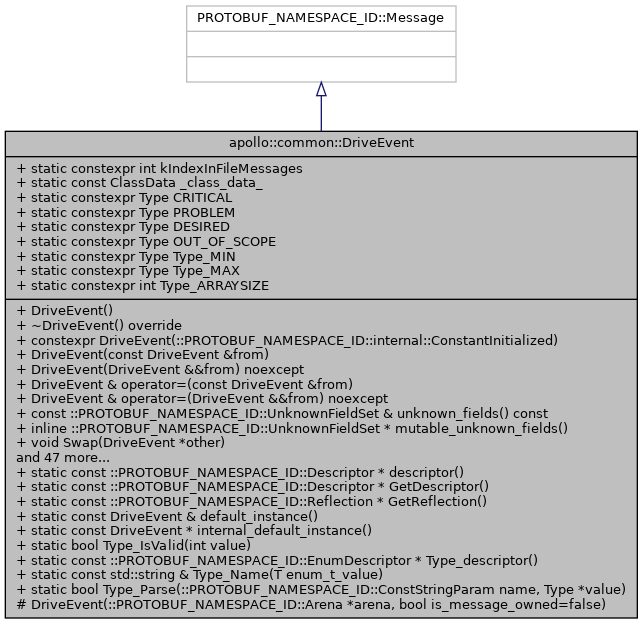 PROTOBUF_NAMESPACE_ID::Message
apollo::common::DriveEvent
+ static constexpr int kIndexInFileMessages
+ static const ClassData _class_data_
+ static constexpr Type CRITICAL
+ static constexpr Type PROBLEM
+ static constexpr Type DESIRED
+ static constexpr Type OUT_OF_SCOPE
+ static constexpr Type Type_MIN
+ static constexpr Type Type_MAX
+ static constexpr int Type_ARRAYSIZE
+ DriveEvent()
+ ~DriveEvent() override
+ constexpr DriveEvent(::PROTOBUF_NAMESPACE_ID::internal::ConstantInitialized)
+ DriveEvent(const DriveEvent &from)
+ DriveEvent(DriveEvent &&from) noexcept
+ DriveEvent & operator=(const DriveEvent &from)
+ DriveEvent & operator=(DriveEvent &&from) noexcept
+ const ::PROTOBUF_NAMESPACE_ID::UnknownFieldSet & unknown_fields() const
+ inline ::PROTOBUF_NAMESPACE_ID::UnknownFieldSet * mutable_unknown_fields()
+ void Swap(DriveEvent *other)
and 47 more...
+ static const ::PROTOBUF_NAMESPACE_ID::Descriptor * descriptor()
+ static const ::PROTOBUF_NAMESPACE_ID::Descriptor * GetDescriptor()
+ static const ::PROTOBUF_NAMESPACE_ID::Reflection * GetReflection()
+ static const DriveEvent & default_instance()
+ static const DriveEvent * internal_default_instance()
+ static bool Type_IsValid(int value)
+ static const ::PROTOBUF_NAMESPACE_ID::EnumDescriptor * Type_descriptor()
+ static const std::string & Type_Name(T enum_t_value)
+ static bool Type_Parse(::PROTOBUF_NAMESPACE_ID::ConstStringParam name, Type *value)
# DriveEvent(::PROTOBUF_NAMESPACE_ID::Arena *arena, bool is_message_owned=false)